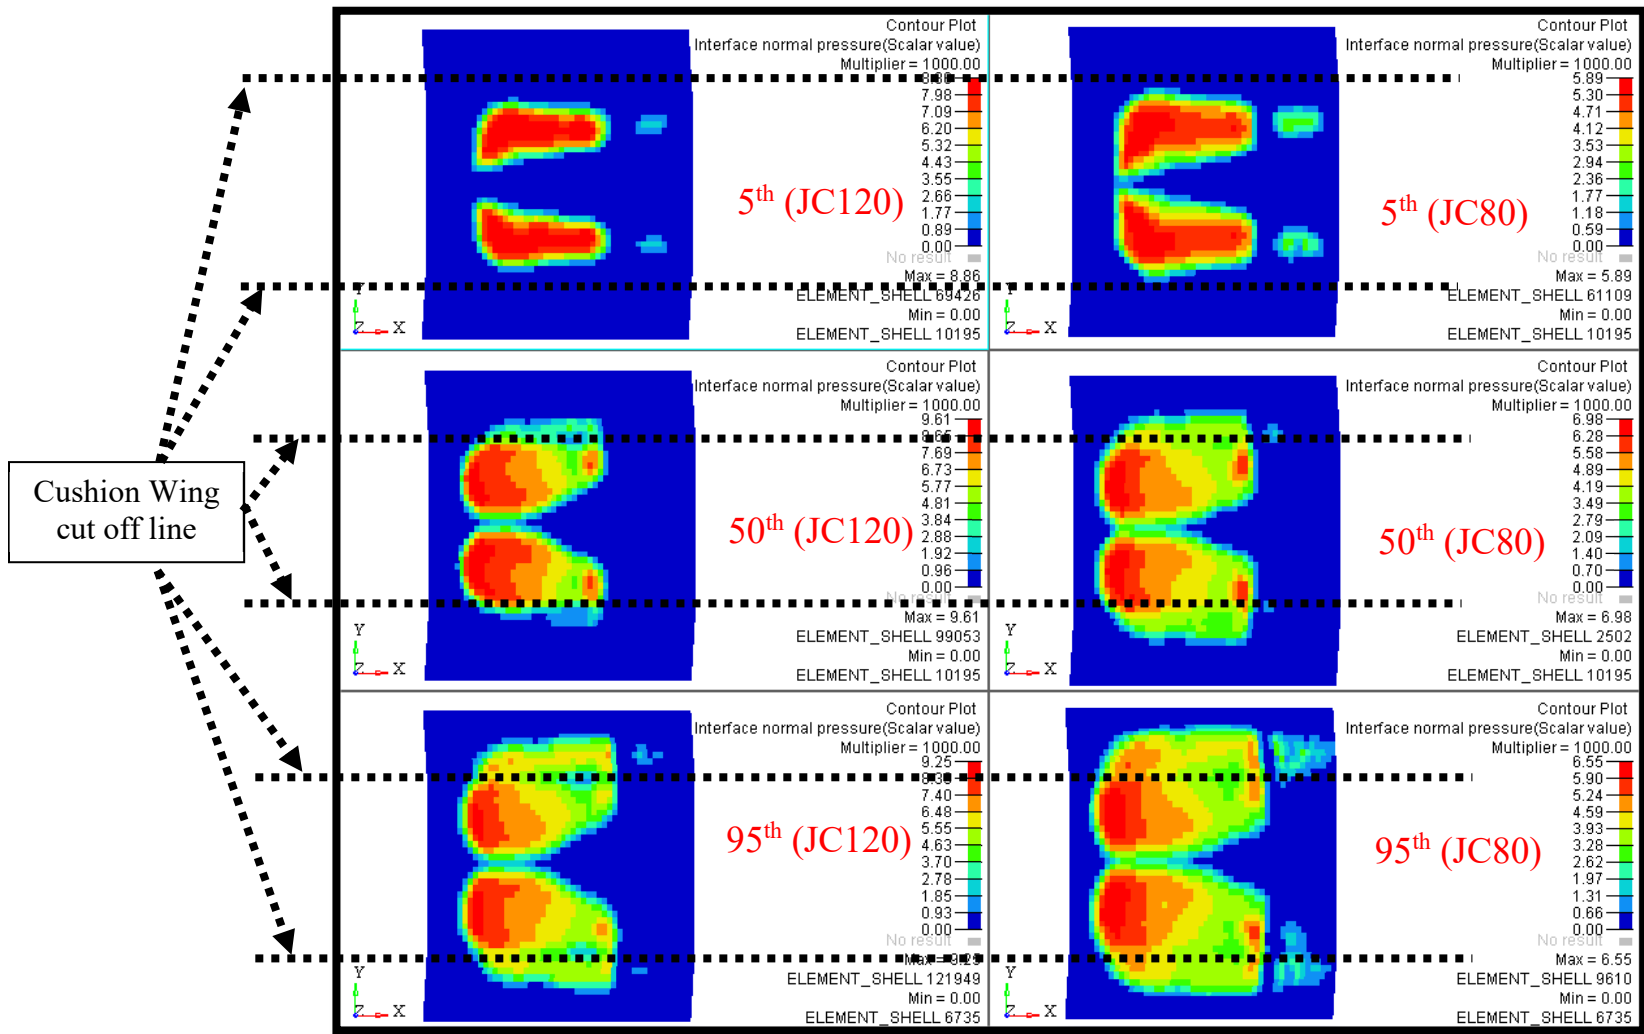 Cushion Wing
cut off line
Contour Plot
Interface normal pressure(Scalar value)
Multiplier = 1000.00
7.98
7.09
6.20
5.32
4.43
3.55
2.66
1.77
0.89
0.00
No result
Max = 8.86
ELEMENT_SHELL 69426
Min = 0.00
ELEMENT_SHELL 10195
5th (JC120)
Y
Z X
Contour Plot
Interface normal pressure(Scalar value)
Multiplier = 1000.00
5.89
5.30
4.71
4.12
3.53
2.94
2.36
1.77
1.18
0.59
0.00
No result
Max = 5.89
ELEMENT_SHELL 61109
Min = 0.00
ELEMENT_SHELL 10195
5th (JC80)
Y
Z X
Contour Plot
Interface normal pressure(Scalar value)
Multiplier = 1000.00
9.61
8.65
7.69
6.73
5.77
4.81
3.84
2.88
1.92
0.96
0.00
No result
Max = 9.61
ELEMENT_SHELL 99053
Min = 0.00
ELEMENT_SHELL 10195
50th (JC120)
Y
Z X
Contour Plot
Interface normal pressure(Scalar value)
Multiplier = 1000.00
6.98
6.28
5.58
4.89
4.19
3.49
2.79
2.09
1.40
0.70
0.00
No result
Max = 6.98
ELEMENT_SHELL 2502
Min = 0.00
ELEMENT_SHELL 10195
50th (JC80)
Y
Z X
Contour Plot
Interface normal pressure(Scalar value)
Multiplier = 1000.00
9.25
7.40
6.48
5.55
4.63
3.70
2.78
1.85
0.93
0.00
No result
Max = 9.25
ELEMENT_SHELL 121949
Min = 0.00
ELEMENT_SHELL 6735
95th (JC120)
Y
Z X
Contour Plot
Interface normal pressure(Scalar value)
Multiplier = 1000.00
6.55
5.90
5.24
4.59
3.93
3.28
2.62
1.97
1.31
0.66
0.00
No result
Max = 6.55
ELEMENT_SHELL 9610
Min = 0.00
ELEMENT_SHELL 6735
95th (JC80)
Y
Z X